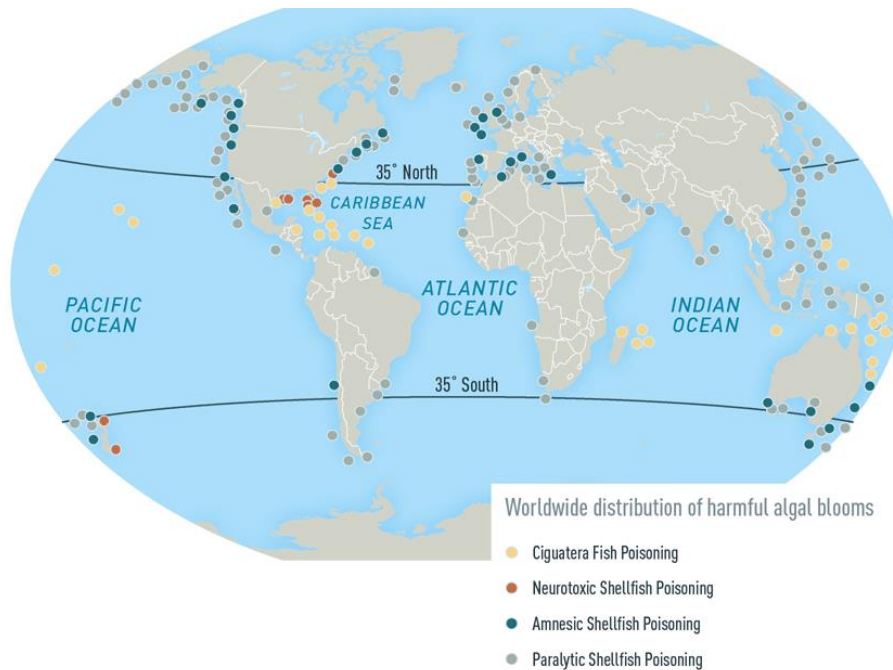 35° North
CARIBBEAN
SEA
PACIFIC
OCEAN
ATLANTIC
OCEAN
INDIAN
OCEAN
35° South
Worldwide distribution of harmful algal blooms
Ciguatera Fish Poisoning
Neurotoxic Shellfish Poisoning
Amnesic Shellfish Poisoning
Paralytic Shellfish Poisoning